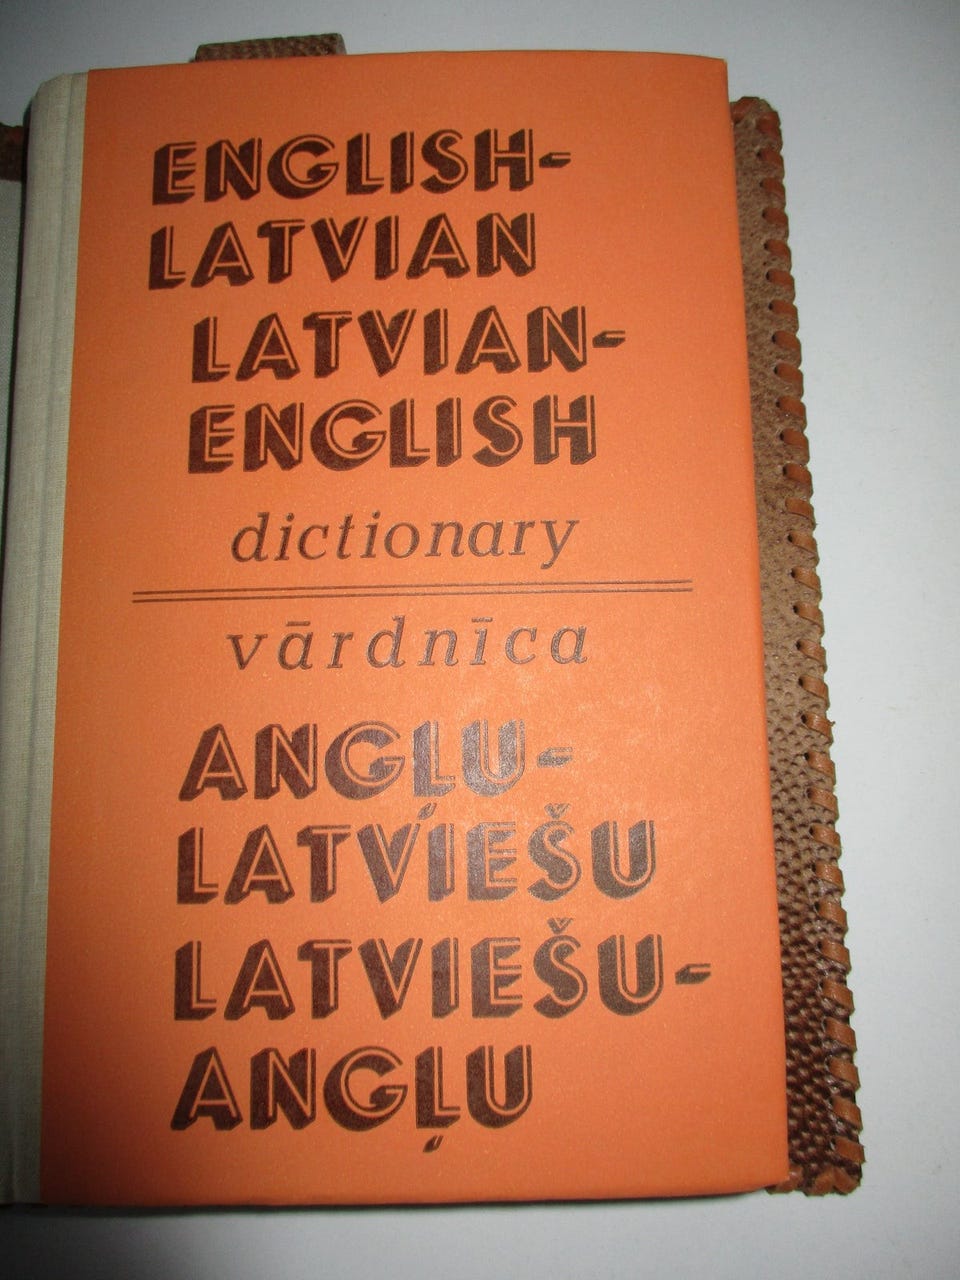 ENGLISH-
LATVIAN
LATVIAN-
ENGLISH
dictionary
vārdnīca
ANGĻU-
LATVIEŠU
LATVIEŠU-
ANGĻU